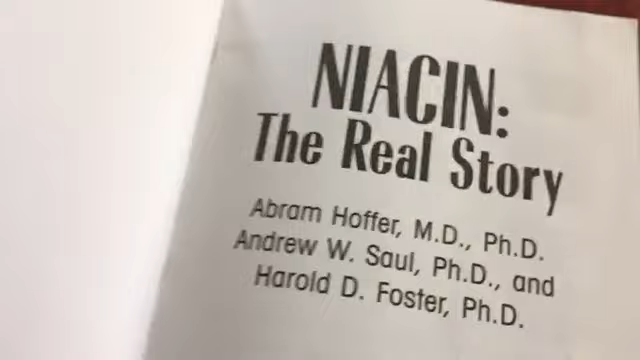 NIACIN:
The Real Story
Abram Hoffer, M.D., Ph.D.
Andrew W. Saul, Ph.D., and
Harold D. Foster, Ph.D.